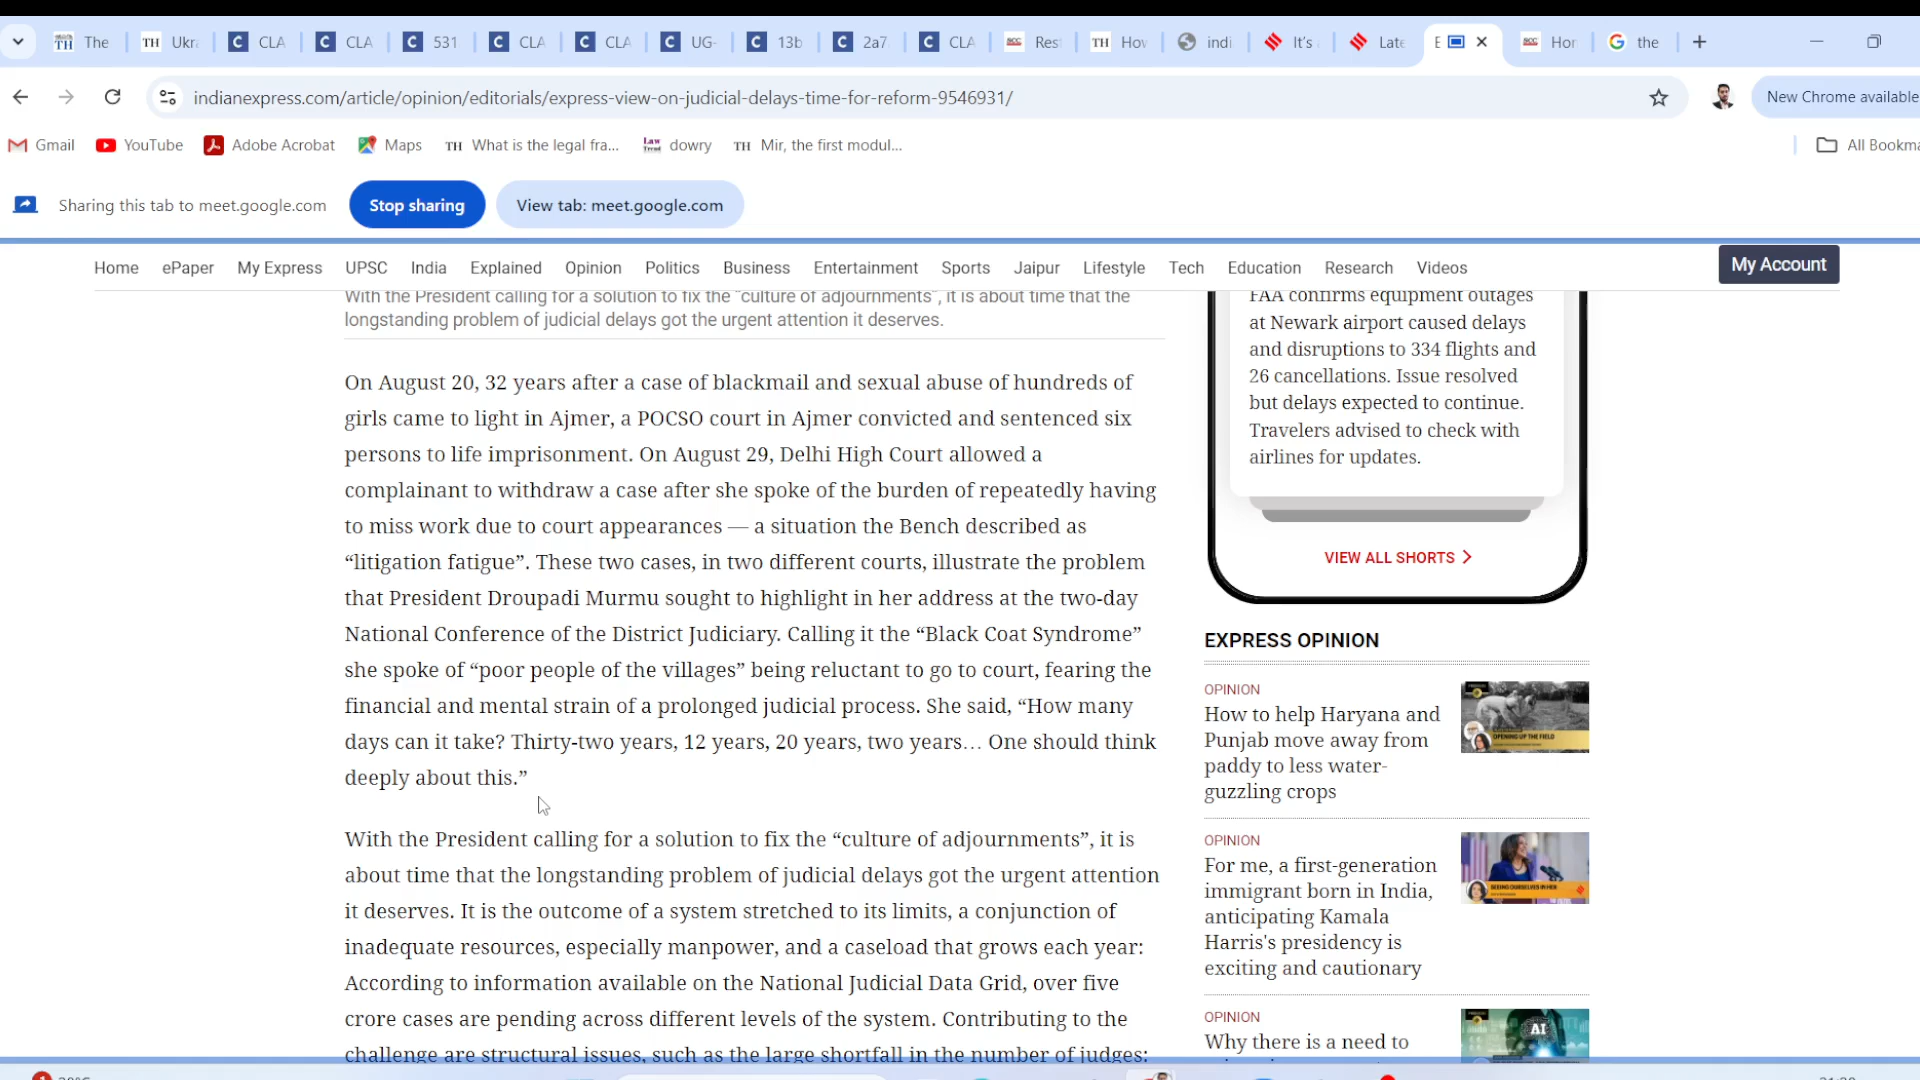 TH The
TH Ukr
C CLA
C CLA
C 531
C CLA
C CLA
C UG-
C 13b
C 2a7
C CLA
SCC Res
TH Hov
indi
It's
Late
E
SCC Hor
G the
indianexpress.com/article/opinion/editorials/express-view-on-judicial-delays-time-for-reform-9546931/
New Chrome available
Gmail
YouTube
Adobe Acrobat
Maps
TH What is the legal fra...
Law Trend dowry
TH Mir, the first modul...
All Bookma
Sharing this tab to meet.google.com
Stop sharing
View tab: meet.google.com
Home ePaper My Express UPSC India Explained Opinion Politics Business Entertainment Sports Jaipur Lifestyle Tech Education Research Videos
My Account
With the President calling for a solution to fix the "culture of adjournments", it is about time that the
longstanding problem of judicial delays got the urgent attention it deserves.
On August 20, 32 years after a case of blackmail and sexual abuse of hundreds of
girls came to light in Ajmer, a POCSO court in Ajmer convicted and sentenced six
persons to life imprisonment. On August 29, Delhi High Court allowed a
complainant to withdraw a case after she spoke of the burden of repeatedly having
to miss work due to court appearances — a situation the Bench described as
“litigation fatigue”. These two cases, in two different courts, illustrate the problem
that President Droupadi Murmu sought to highlight in her address at the two-day
National Conference of the District Judiciary. Calling it the “Black Coat Syndrome”
she spoke of “poor people of the villages” being reluctant to go to court, fearing the
financial and mental strain of a prolonged judicial process. She said, “How many
days can it take? Thirty-two years, 12 years, 20 years, two years… One should think
deeply about this.”
With the President calling for a solution to fix the “culture of adjournments”, it is
about time that the longstanding problem of judicial delays got the urgent attention
it deserves. It is the outcome of a system stretched to its limits, a conjunction of
inadequate resources, especially manpower, and a caseload that grows each year:
According to information available on the National Judicial Data Grid, over five
crore cases are pending across different levels of the system. Contributing to the
challenge are structural issues, such as the large shortfall in the number of judges:
FAA confirms equipment outages
at Newark airport caused delays
and disruptions to 334 flights and
26 cancellations. Issue resolved
but delays expected to continue.
Travelers advised to check with
airlines for updates.
VIEW ALL SHORTS
EXPRESS OPINION
OPINION
How to help Haryana and
Punjab move away from
paddy to less water-
guzzling crops
OPENING UP THE FIELD
OPINION
For me, a first-generation
immigrant born in India,
anticipating Kamala
Harris's presidency is
exciting and cautionary
SEEING OURSELVES IN HER
OPINION
Why there is a need to
AI